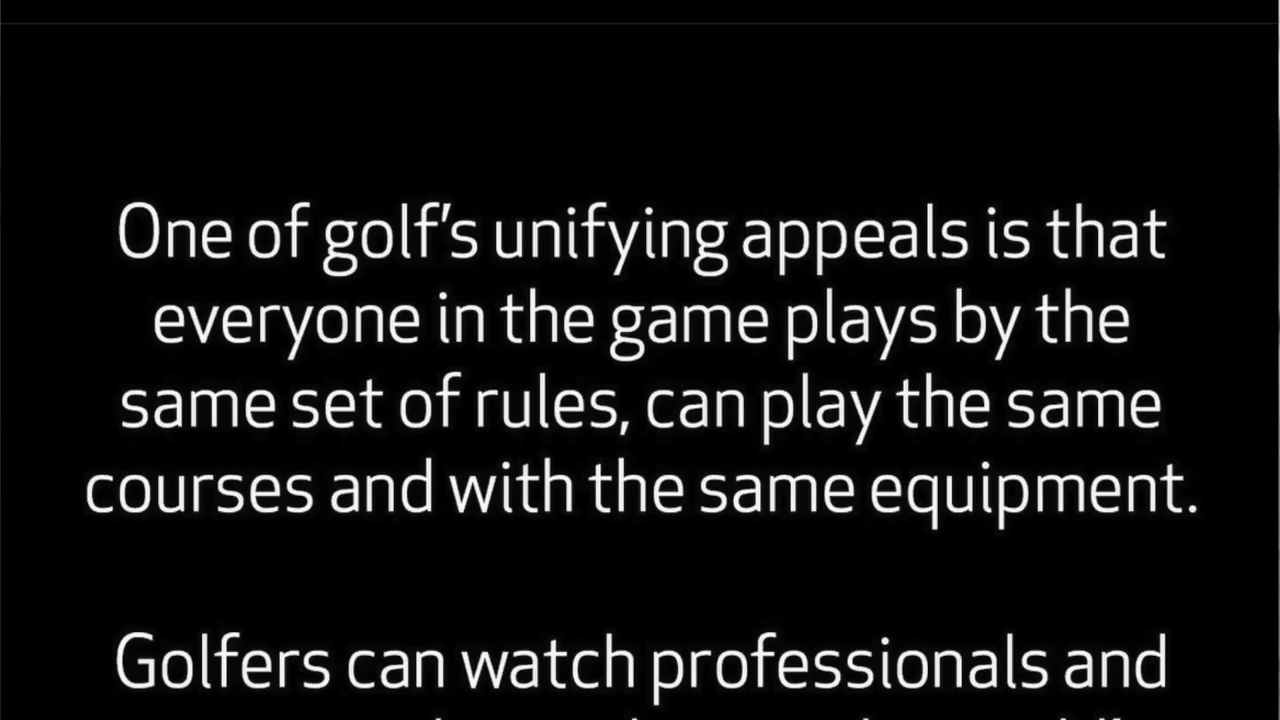 One of golf’s unifying appeals is that
everyone in the game plays by the
same set of rules, can play the same
courses and with the same equipment.
Golfers can watch professionals and